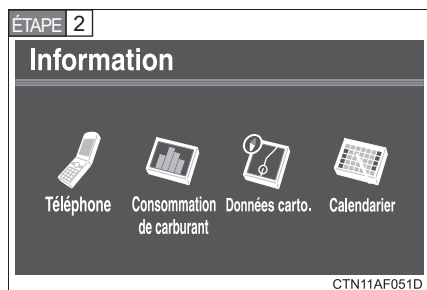 ÉTAPE 2
Information
Téléphone Consommation de carburant Données carto. Calendarier
CTN11AF051D